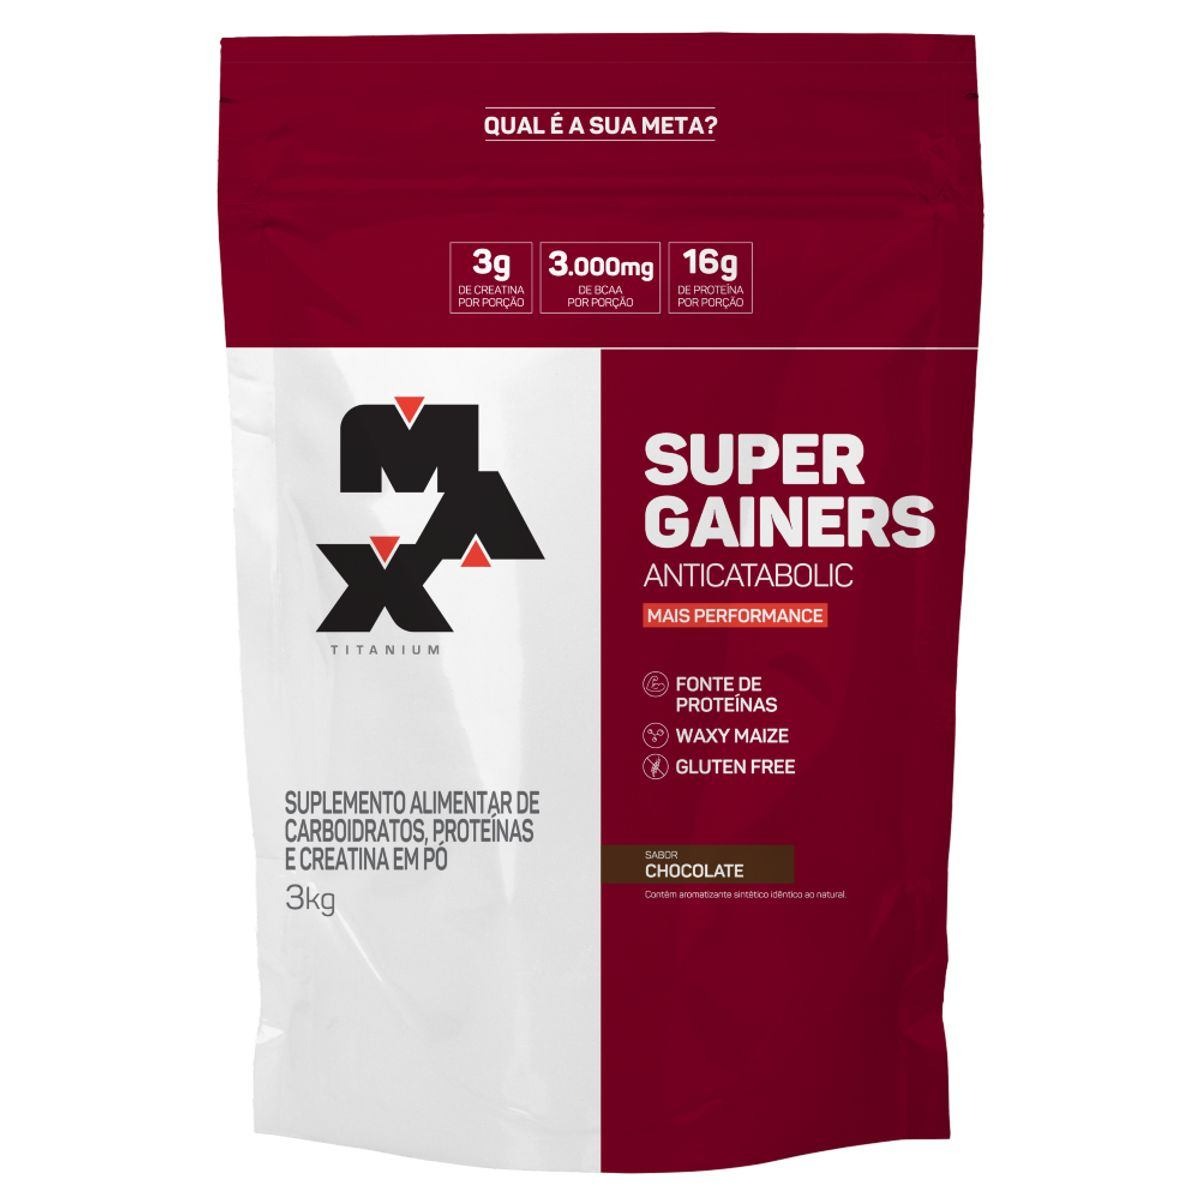 QUAL É A SUA META?
3g
DE CREATINA
POR PORÇÃO
3.000mg
DE BCAA
POR PORÇÃO
16g
DE PROTEÍNA
POR PORÇÃO
MAX
TITANIUM
SUPER
GAINERS
ANTICATABOLIC
MAIS PERFORMANCE
FONTE DE
PROTEÍNAS
WAXY MAIZE
GLUTEN FREE
SUPLEMENTO ALIMENTAR DE
CARBOIDRATOS, PROTEÍNAS
E CREATINA EM PÓ
3kg
SABOR
CHOCOLATE
Contém aromatizante sintético idêntico ao natural.